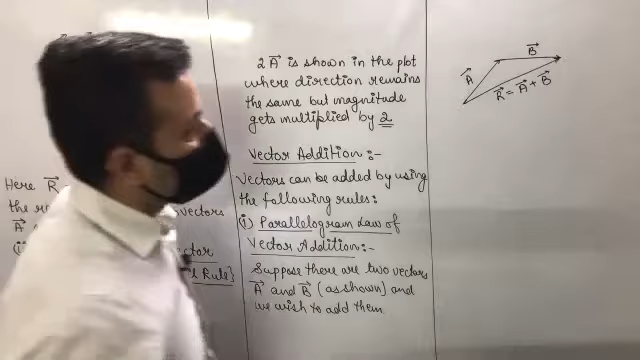 Here R⃗
the re vectors
A⃗
(i ector
l Rule}
2A⃗ is shown in the plot
where direction remains
the same but magnitude
gets multiplied by 2
Vector Addition:-
Vectors can be added by using
the following rules:
(i) Parallelogram Law of
Vector Addition:-
Suppose there are two vectors
A⃗ and B⃗ (as shown) and
we wish to add them
B⃗
A⃗
R⃗ = A⃗ + B⃗